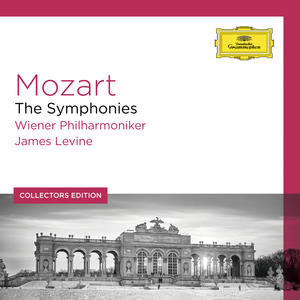 Deutsche
Grammophon
Mozart
The Symphonies
Wiener Philharmoniker
James Levine
COLLECTORS EDITION